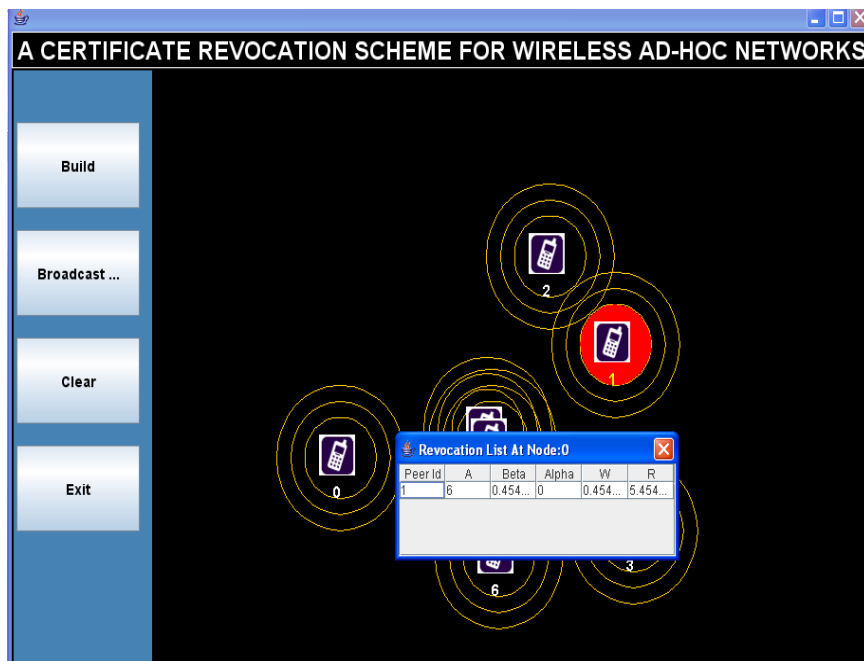 A CERTIFICATE REVOCATION SCHEME FOR WIRELESS AD-HOC NETWORKS
Build
Broadcast ...
Clear
Exit
2
1
0
Revocation List At Node:0
Peer Id A Beta Alpha W R
1 6 0.454... 0 0.454... 5.454...
3
6